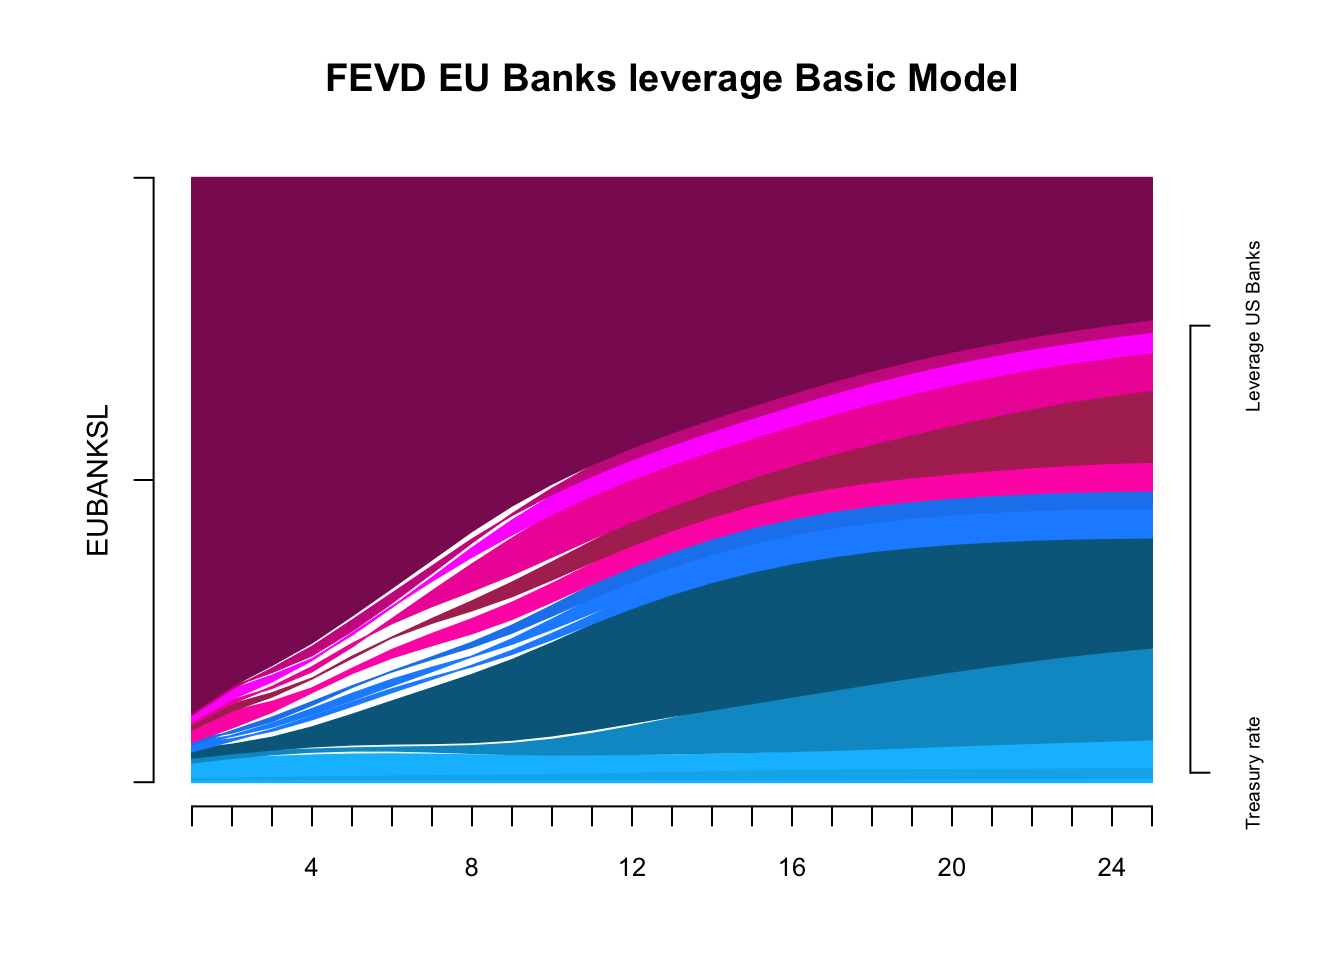 FEVD EU Banks leverage Basic Model
EUBANKSL
Leverage US Banks
Treasury rate
4 8 12 16 20 24